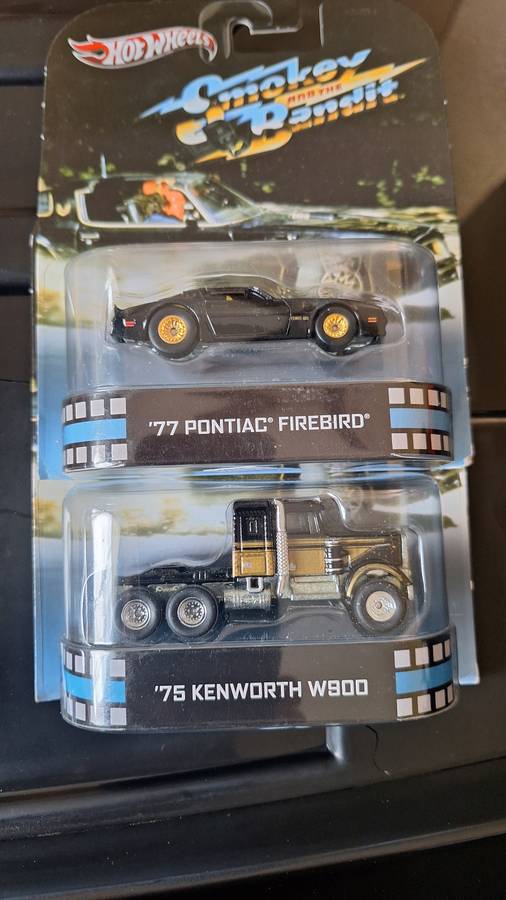 HOT WHEELS
Smokey
AND THE
Bandit
'77 PONTIAC® FIREBIRD®
'75 KENWORTH W900